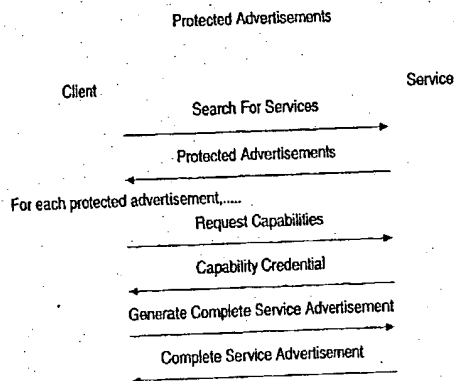 Protected Advertisements
Client
Service
Search For Services
Protected Advertisements
For each protected advertisement,.....
Request Capabilities
Capability Credential
Generate Complete Service Advertisement
Complete Service Advertisement